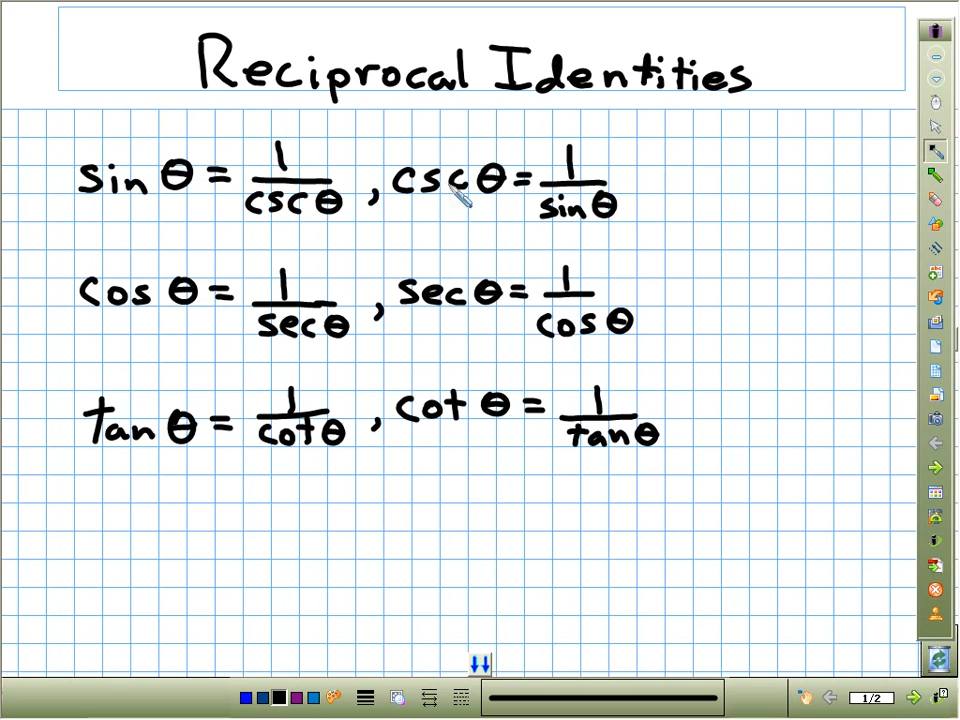 Reciprocal Identities
sin θ = 1/csc θ , csc θ = 1/sin θ
cos θ = 1/sec θ , sec θ = 1/cos θ
tan θ = 1/cot θ , cot θ = 1/tan θ
1/2